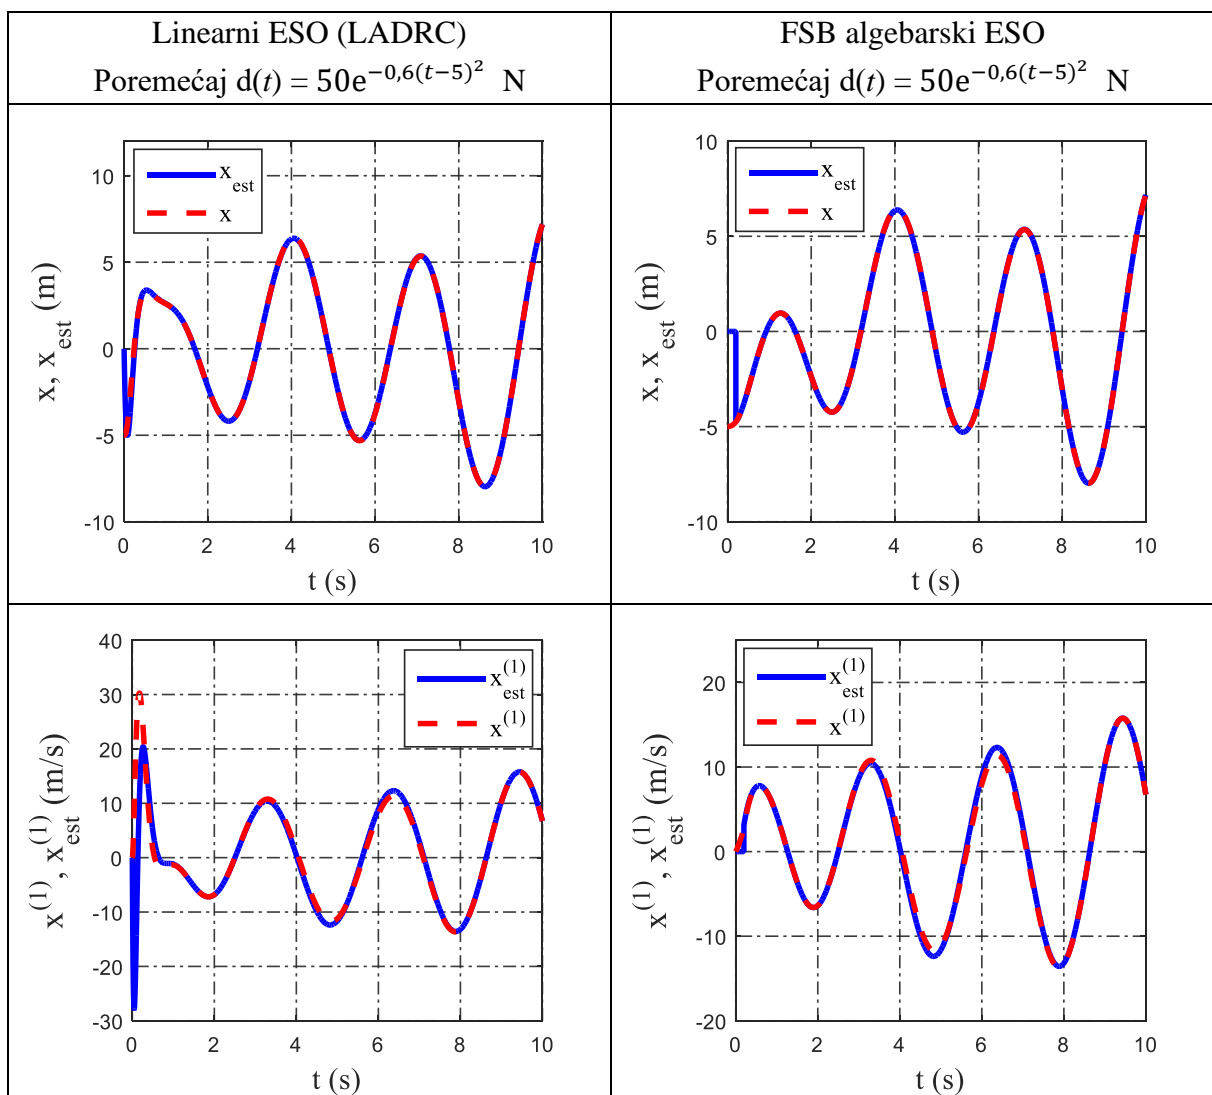 Linearni ESO (LADRC)
Poremećaj d(t) = 50e^{−0,6(t−5)²} N
FSB algebarski ESO
Poremećaj d(t) = 50e^{−0,6(t−5)²} N
x_est
x
10
5
0
-5
-10
x, x_est (m)
0 2 4 6 8 10
t (s)
x_est
x
10
5
0
-5
-10
x, x_est (m)
0 2 4 6 8 10
t (s)
x_est^(1)
x^(1)
40
30
20
10
0
-10
-20
-30
x^(1), x_est^(1) (m/s)
0 2 4 6 8 10
t (s)
x_est^(1)
x^(1)
20
10
0
-10
-20
x^(1), x_est^(1) (m/s)
0 2 4 6 8 10
t (s)